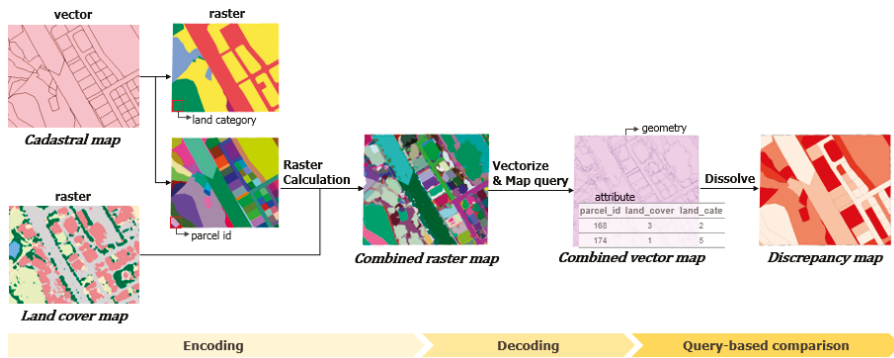 vector
raster
land category
Cadastral map
parcel id
raster
Land cover map
Raster
Calculation
Combined raster map
Vectorize
& Map query
geometry
attribute
parcel_id land_cover land_cate
168 3 2
174 1 5
Combined vector map
Dissolve
Discrepancy map
Encoding
Decoding
Query-based comparison